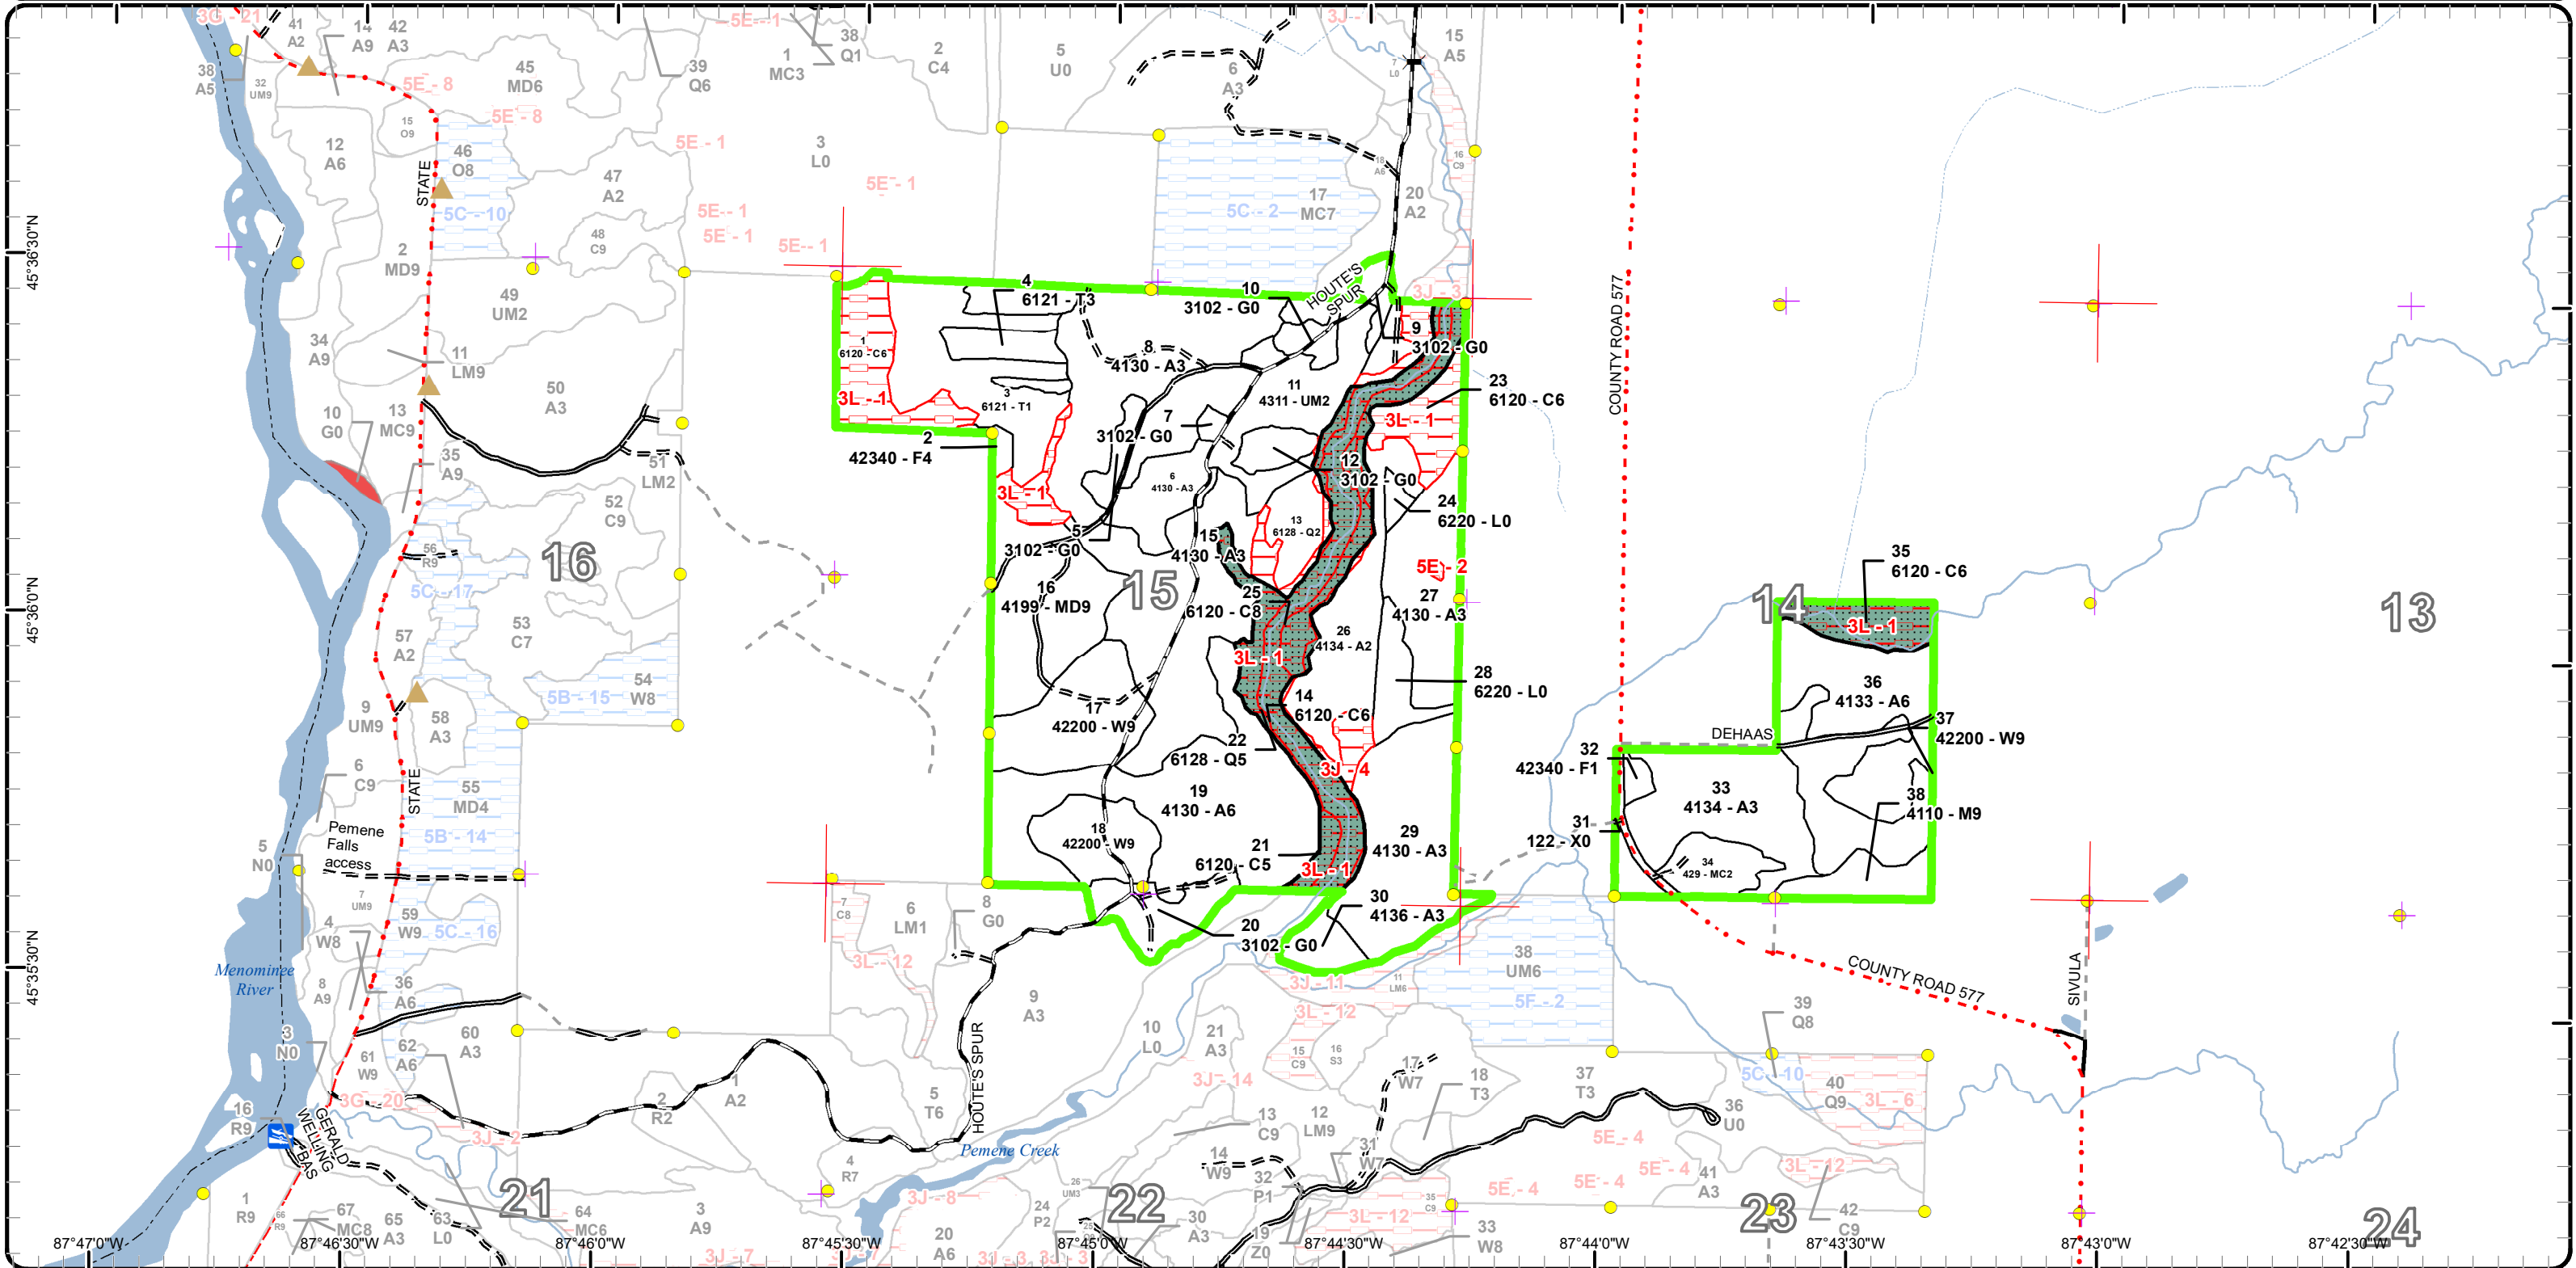 3G - 21
41
A2
14
A9
42
A3
38
A5
32
UM9
5E - 8
45
MD6
5E - 8
39
Q6
5E - 1
1
MC3
38
Q1
2
C4
5
U0
6
A3
3J -
7
L0
15
A5
15
O9
12
A6
46
O8
STATE
5C - 10
47
A2
48
C9
5E - 1
3
L0
5E - 1
5E - 1
5E - 1
5E - 1
5C - 2
17
MC7
18
A6
20
A2
16
C9
2
MD9
49
UM2
45°36'30"N
34
A9
11
LM9
50
A3
10
G0
13
MC9
35
A9
51
LM2
52
C9
56
R9
5C - 17
16
57
A2
53
C7
5B - 15
54
W8
9
UM9
58
A3
6
C9
STATE
55
MD4
5B - 14
Pemene
Falls
access
5
N0
7
UM9
4
W8
59
W9
5C - 16
8
A9
36
A6
Menominee
River
3
N0
60
A3
61
W9
62
A6
3G - 20
16
R9
GERALD
WELLING
BAS
3J - 2
21
1
R9
66
R9
67
MC8
65
A3
63
L0
64
MC6
3
A9
3J - 7
45°36'0"N
45°35'30"N
4
6121 - T3
10
3102 - G0
HOUTE'S
SPUR
3J - 3
1
6120 - C6
3L - 1
8
4130 - A3
9
3102 - G0
3
6121 - T1
11
4311 - UM2
23
6120 - C6
3L - 1
2
42340 - F4
7
3102 - G0
12
3102 - G0
6
4130 - A3
3L - 1
24
6220 - L0
13
6128 - Q2
5
3102 - G0
15
4130 - A3
5E - 2
16
4199 - MD9
15
25
6120 - C8
27
4130 - A3
26
4134 - A2
3L - 1
28
6220 - L0
17
42200 - W9
14
6120 - C6
22
6128 - Q5
3J - 4
19
4130 - A6
18
42200 - W9
21
6120 - C5
3L - 1
29
4130 - A3
30
4136 - A3
20
3102 - G0
COUNTY ROAD 577
14
35
6120 - C6
3L - 1
13
36
4133 - A6
37
42200 - W9
DEHAAS
32
42340 - F1
33
4134 - A3
38
4110 - M9
31
122 - X0
34
429 - MC2
7
C8
6
LM1
8
G0
3L - 12
9
A3
HOUTE'S SPUR
10
L0
21
A3
3J - 11
3L - 12
11
LM6
38
UM6
5F - 2
COUNTY ROAD 577
SIVULA
39
Q8
15
C9
16
S3
17
W7
18
T3
37
T3
5C - 10
40
Q9
3L - 6
36
U0
3J - 14
5
T6
1
A2
2
R2
13
C9
12
LM9
Pemene Creek
4
R7
14
W9
31
W7
32
P1
5E - 4
5E - 4
5E - 4
5E - 4
41
A3
3L - 12
42
C9
3J - 8
26
UM3
22
24
P2
30
A3
19
Z0
35
C9
3L - 12
33
W8
23
24
20
A6
87°47'0"W
87°46'30"W
87°46'0"W
87°45'30"W
87°45'0"W
87°44'30"W
87°44'0"W
87°43'30"W
87°43'0"W
87°42'30"W